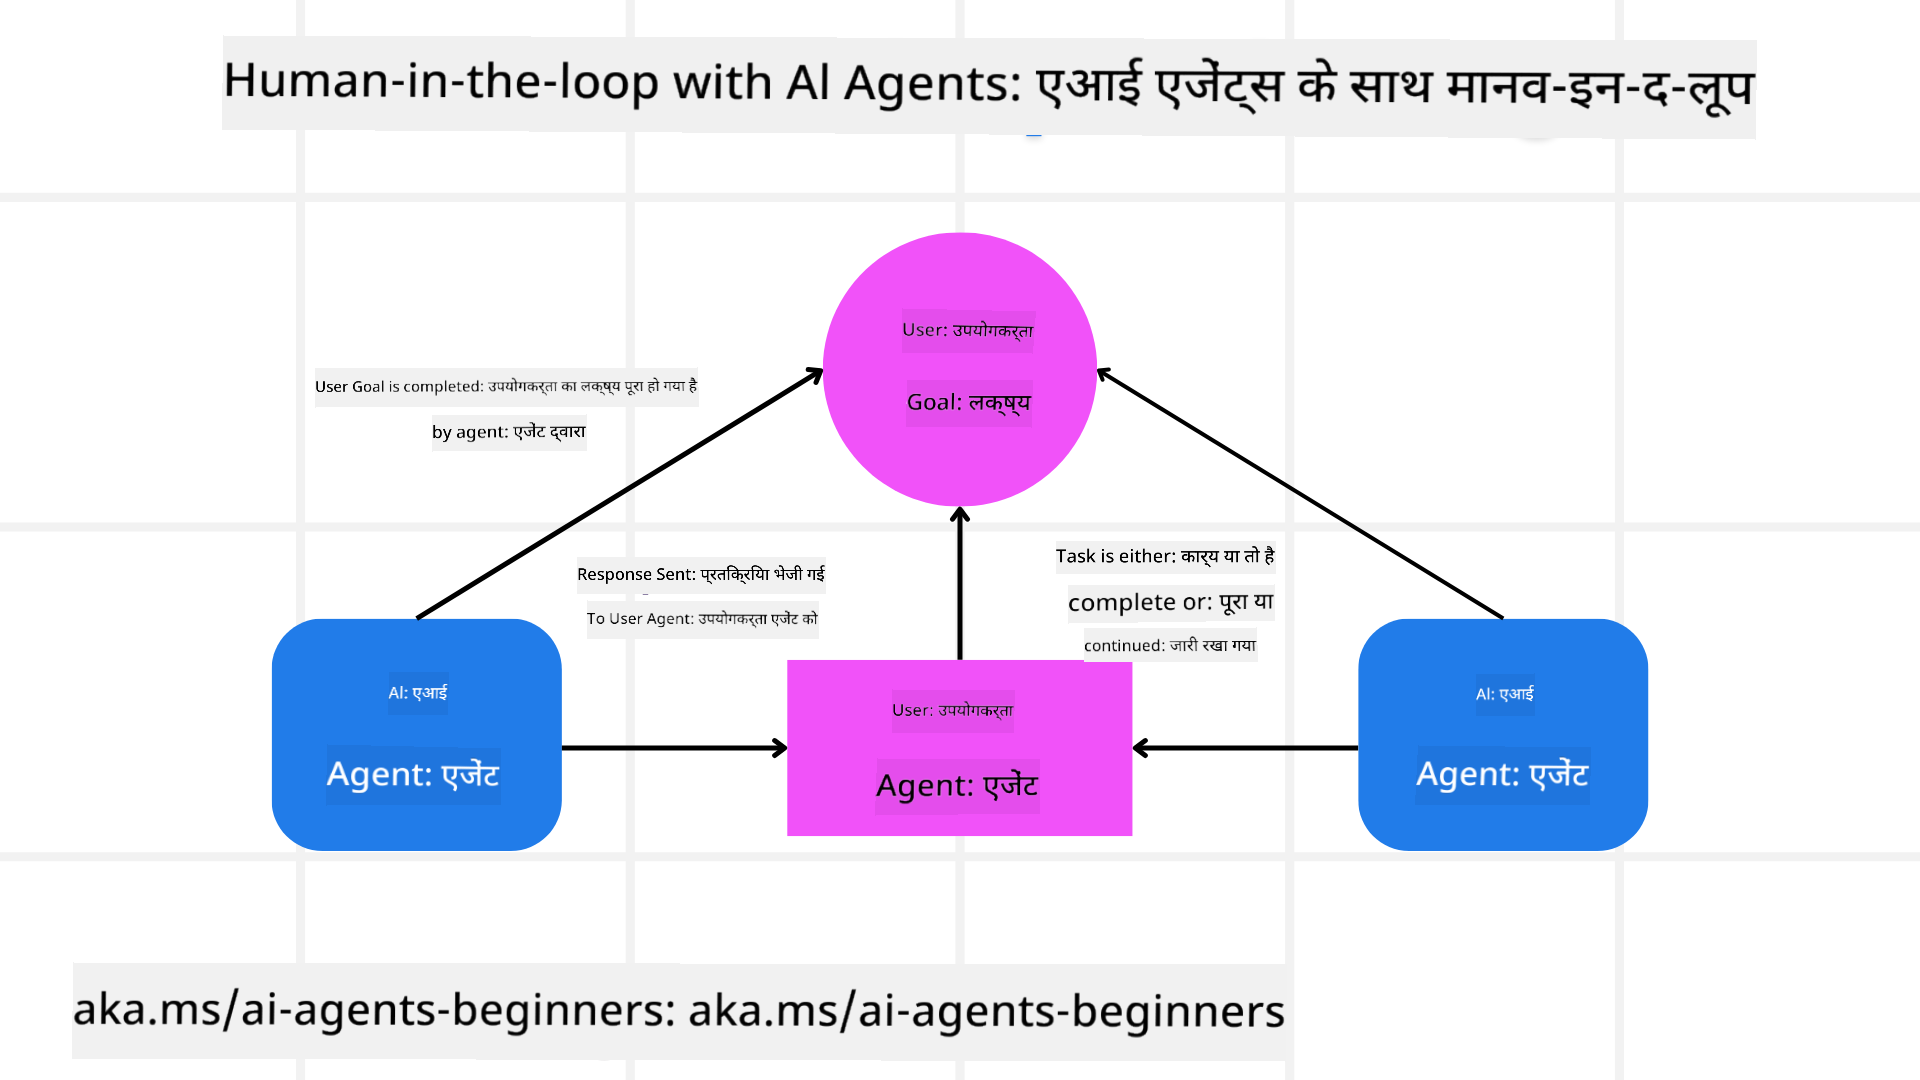 Human-in-the-loop with Al Agents: एआई एजेंट्स के साथ मानव-इन-द-लूप
User: उपयोगकर्ता
Goal: लक्ष्य
User Goal is completed: उपयोगकर्ता का लक्ष्य पूरा हो गया है
by agent: एजेंट द्वारा
Response Sent: प्रतिक्रिया भेजी गई
To User Agent: उपयोगकर्ता एजेंट को
Task is either: कार्य या तो है
complete or: पूरा या
continued: जारी रखा गया
Al: एआई
Agent: एजेंट
User: उपयोगकर्ता
Agent: एजेंट
Al: एआई
Agent: एजेंट
aka.ms/ai-agents-beginners: aka.ms/ai-agents-beginners